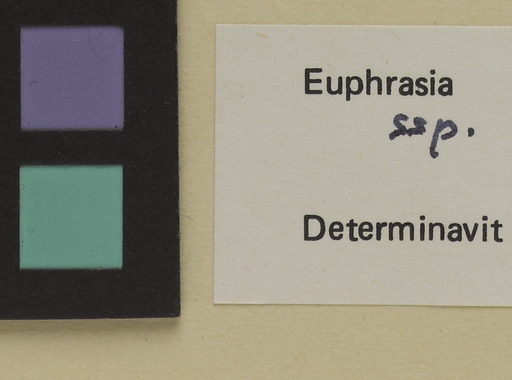 Euphrasia
ssp.
Determinavit